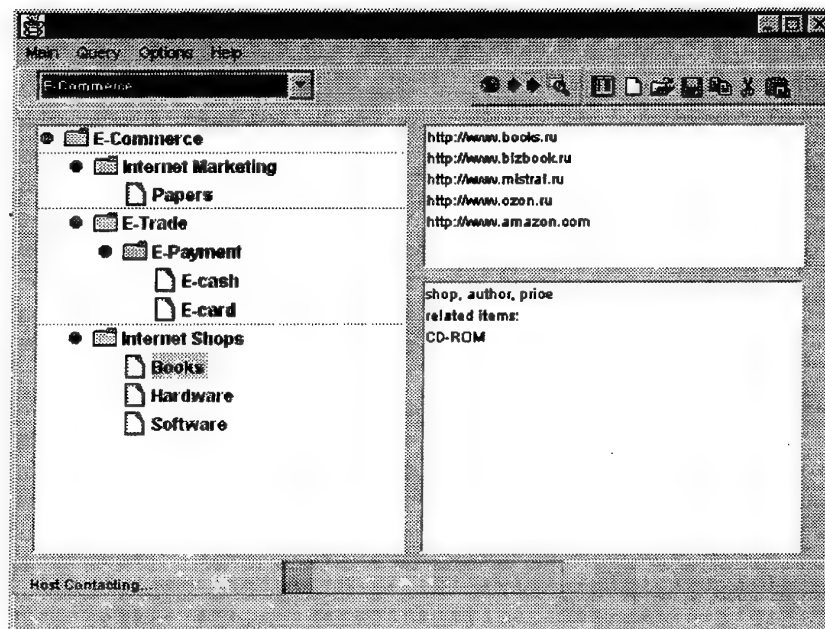 Main Query Options Help
E-Commerce
E-Commerce
Internet Marketing
Papers
E-Trade
E-Payment
E-cash
E-card
Internet Shops
Books
Hardware
Software
http://www.books.ru
http://www.bizbook.ru
http://www.mistral.ru
http://www.ozon.ru
http://www.amazon.com
shop, author, price
related items:
CD-ROM
Host Contacting...